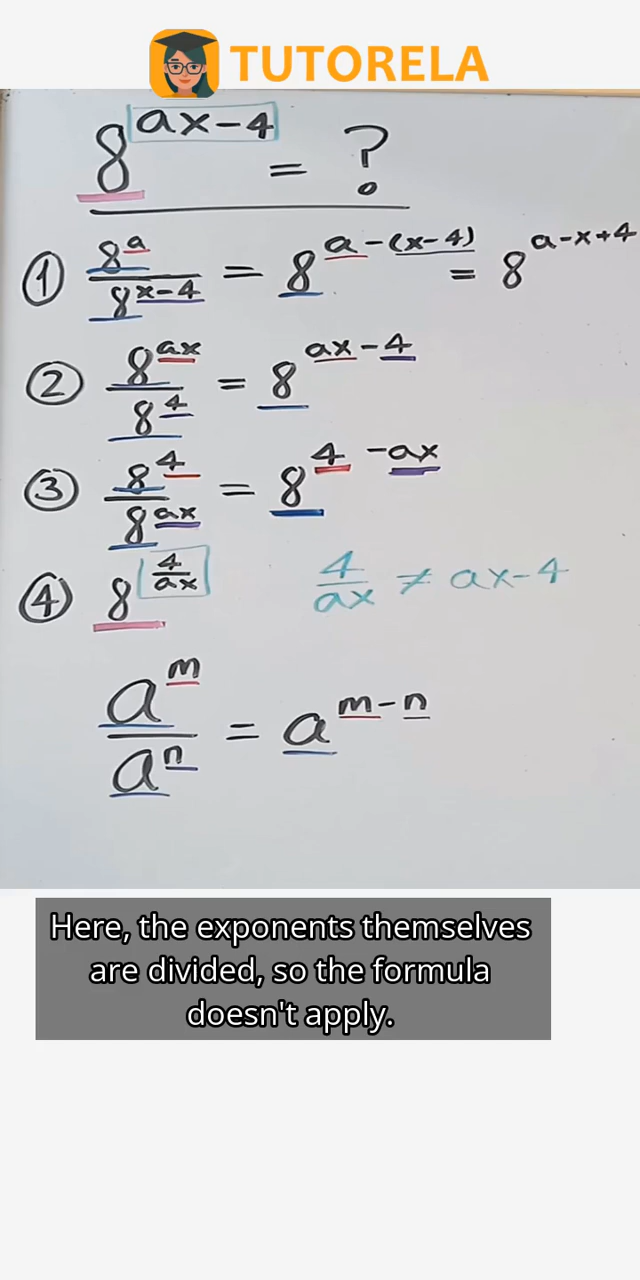 TUTORELA
8^(ax-4) = ?
① 8^a / 8^(x-4) = 8^(a-(x-4)) = 8^(a-x+4)
② 8^(ax) / 8^4 = 8^(ax-4)
③ 8^4 / 8^(ax) = 8^(4-ax)
④ 8^(4/ax) 4/ax ≠ ax-4
a^m / a^n = a^(m-n)
Here, the exponents themselves
are divided, so the formula
doesn't apply.